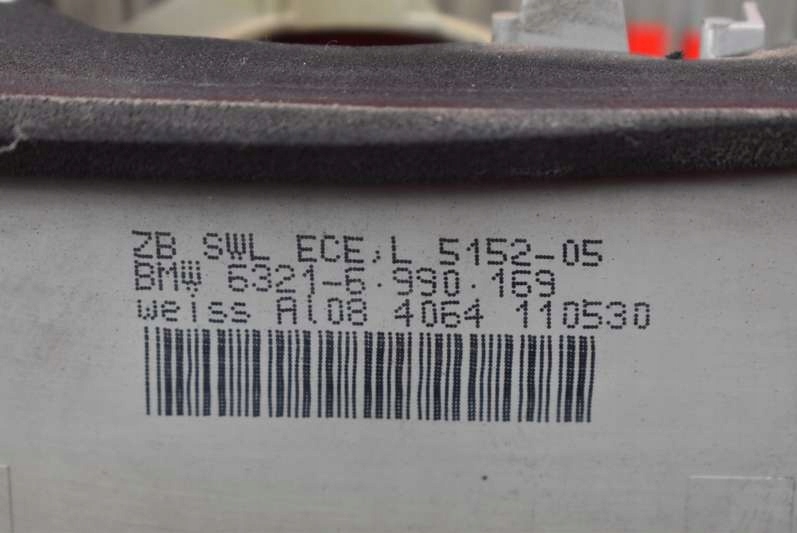 ZB SWL ECE,L 5152-05
BMW 6321-6.990.169
weiss Al08 4064 110530